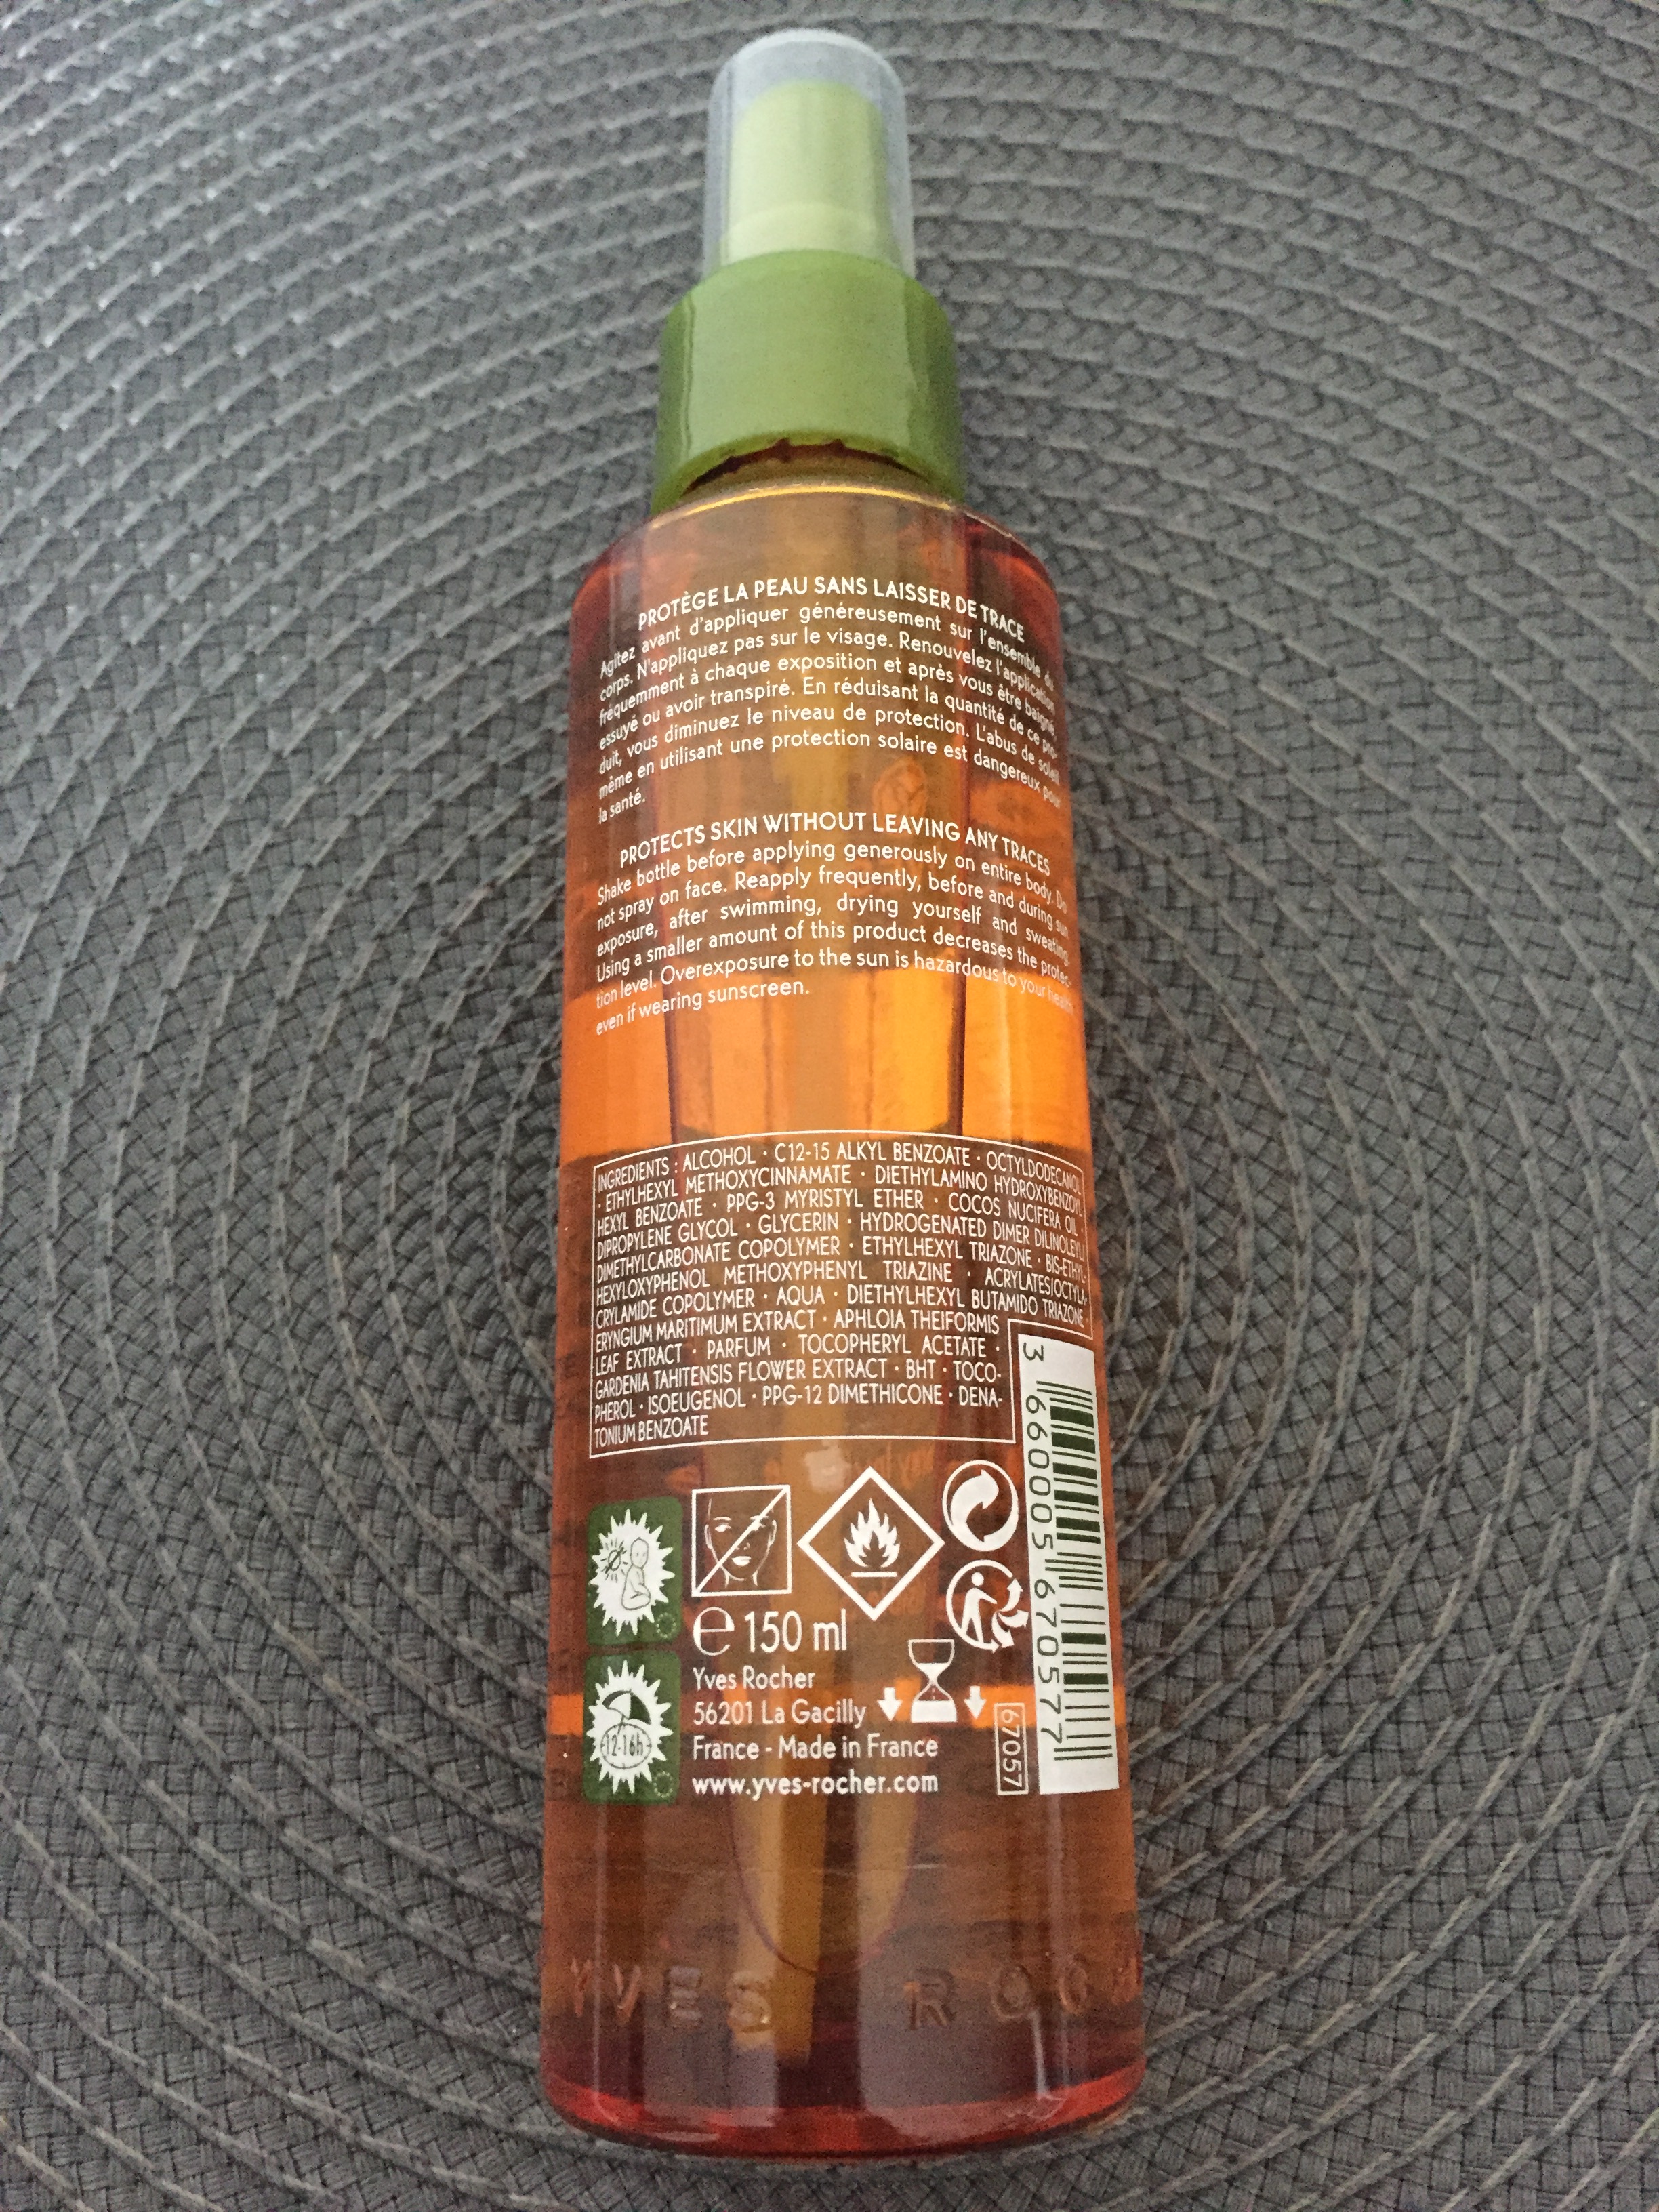 PROTÈGE LA PEAU SANS LAISSER DE TRACE
Agitez avant d'appliquer généreusement sur l'ensemble du
corps. N'appliquez pas sur le visage. Renouvelez l'application
fréquemment à chaque exposition et après vous être baigné,
essuyé ou avoir transpiré. En réduisant la quantité de ce pro-
duit, vous diminuez le niveau de protection. L'abus de soleil
même en utilisant une protection solaire est dangereux pour
la santé.
PROTECTS SKIN WITHOUT LEAVING ANY TRACES
Shake bottle before applying generously on entire body. Do
not spray on face. Reapply frequently, before and during sun
exposure, after swimming, drying yourself and sweating.
Using a smaller amount of this product decreases the protec-
tion level. Overexposure to the sun is hazardous to your health
even if wearing sunscreen.
INGREDIENTS : ALCOHOL · C12-15 ALKYL BENZOATE · OCTYLDODECANOL
· ETHYLHEXYL METHOXYCINNAMATE · DIETHYLAMINO HYDROXYBENZOYL
HEXYL BENZOATE · PPG-3 MYRISTYL ETHER · COCOS NUCIFERA OIL ·
DIPROPYLENE GLYCOL · GLYCERIN · HYDROGENATED DIMER DILINOLEYL/
DIMETHYLCARBONATE COPOLYMER · ETHYLHEXYL TRIAZONE · BIS-ETHYL-
HEXYLOXYPHENOL METHOXYPHENYL TRIAZINE · ACRYLATES/OCTYLA-
CRYLAMIDE COPOLYMER · AQUA · DIETHYLHEXYL BUTAMIDO TRIAZONE ·
ERYNGIUM MARITIMUM EXTRACT · APHLOIA THEIFORMIS
LEAF EXTRACT · PARFUM · TOCOPHERYL ACETATE ·
GARDENIA TAHITENSIS FLOWER EXTRACT · BHT · TOCO-
PHEROL · ISOEUGENOL · PPG-12 DIMETHICONE · DENA-
TONIUM BENZOATE
3 660005 670577
12-16h
℮ 150 ml
Yves Rocher
56201 La Gacilly
France - Made in France
www.yves-rocher.com
67057
YVES ROCH